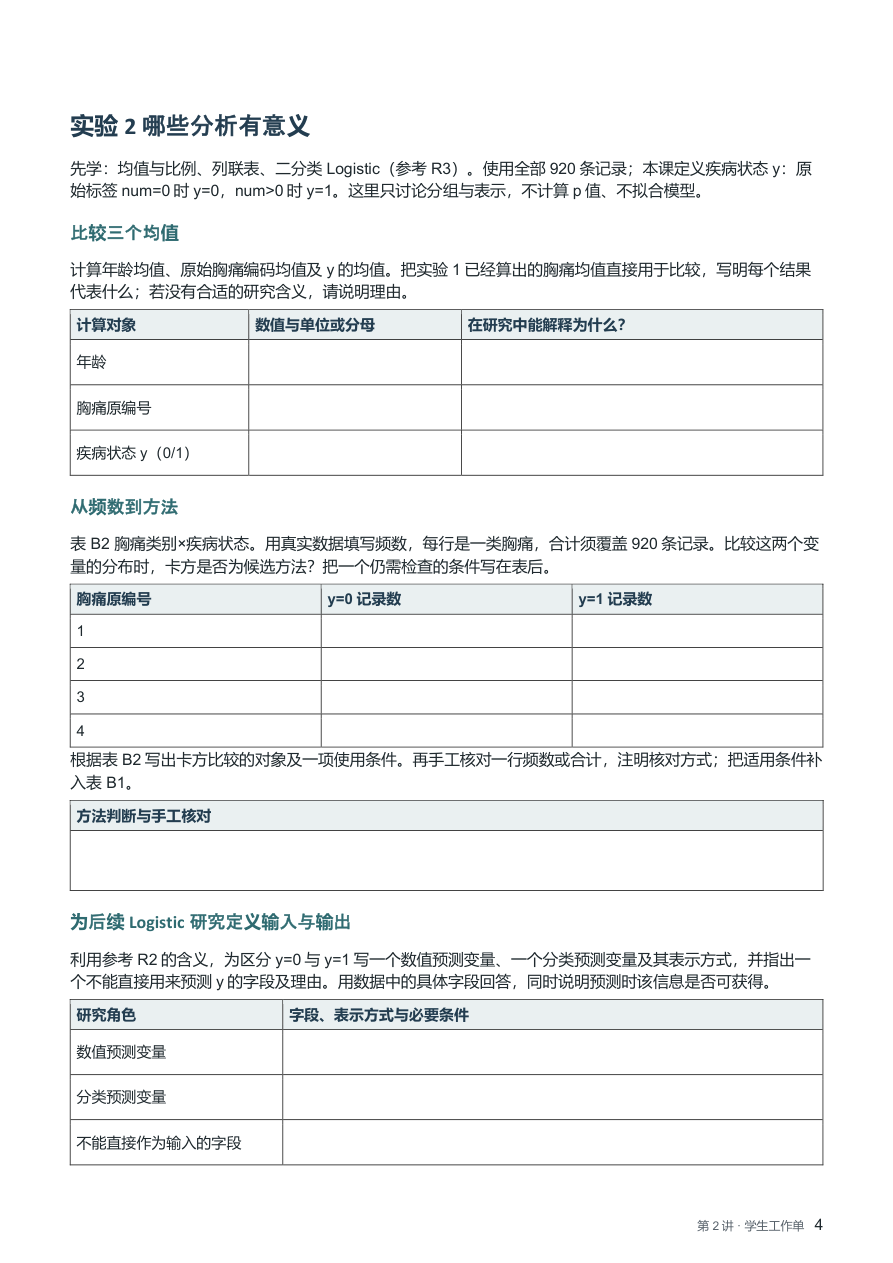 实验 2 哪些分析有意义
先学：均值与比例、列联表、二分类 Logistic（参考 R3）。使用全部 920 条记录；本课定义疾病状态 y：原
始标签 num=0 时 y=0，num>0 时 y=1。这里只讨论分组与表示，不计算 p 值、不拟合模型。
比较三个均值
计算年龄均值、原始胸痛编码均值及 y 的均值。把实验 1 已经算出的胸痛均值直接用于比较，写明每个结果
代表什么；若没有合适的研究含义，请说明理由。
计算对象 数值与单位或分母 在研究中能解释为什么？
年龄
胸痛原编号
疾病状态 y（0/1）
从频数到方法
表 B2 胸痛类别×疾病状态。用真实数据填写频数，每行是一类胸痛，合计须覆盖 920 条记录。比较这两个变
量的分布时，卡方是否为候选方法？把一个仍需检查的条件写在表后。
胸痛原编号 y=0 记录数 y=1 记录数
1
2
3
4
根据表 B2 写出卡方比较的对象及一项使用条件。再手工核对一行频数或合计，注明核对方式；把适用条件补
入表 B1。
方法判断与手工核对
为后续 Logistic 研究定义输入与输出
利用参考 R2 的含义，为区分 y=0 与 y=1 写一个数值预测变量、一个分类预测变量及其表示方式，并指出一
个不能直接用来预测 y 的字段及理由。用数据中的具体字段回答，同时说明预测时该信息是否可获得。
研究角色 字段、表示方式与必要条件
数值预测变量
分类预测变量
不能直接作为输入的字段
第 2 讲 · 学生工作单 4